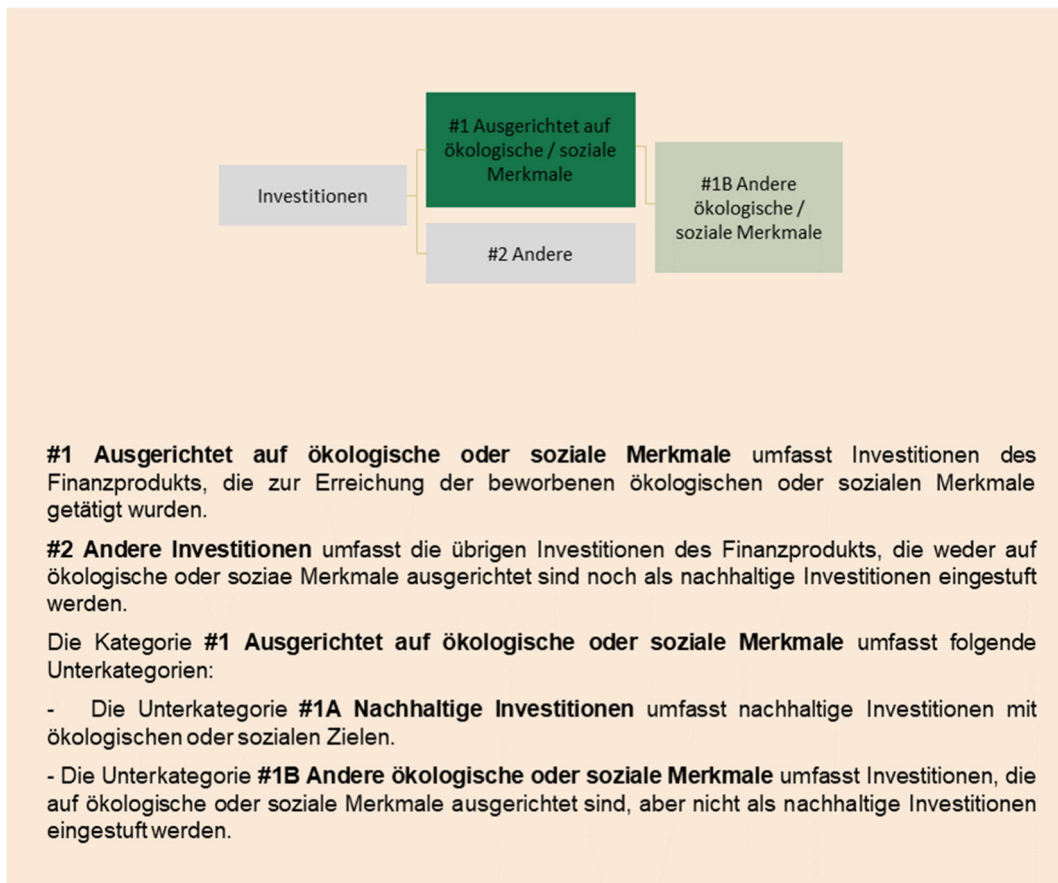 #1 Ausgerichtet auf
ökologische / soziale
Merkmale
Investitionen
#2 Andere
#1B Andere
ökologische /
soziale Merkmale
#1 Ausgerichtet auf ökologische oder soziale Merkmale umfasst Investitionen des
Finanzprodukts, die zur Erreichung der beworbenen ökologischen oder sozialen Merkmale
getätigt wurden.
#2 Andere Investitionen umfasst die übrigen Investitionen des Finanzprodukts, die weder auf
ökologische oder soziae Merkmale ausgerichtet sind noch als nachhaltige Investitionen eingestuft
werden.
Die Kategorie #1 Ausgerichtet auf ökologische oder soziale Merkmale umfasst folgende
Unterkategorien:
- Die Unterkategorie #1A Nachhaltige Investitionen umfasst nachhaltige Investitionen mit
ökologischen oder sozialen Zielen.
- Die Unterkategorie #1B Andere ökologische oder soziale Merkmale umfasst Investitionen, die
auf ökologische oder soziale Merkmale ausgerichtet sind, aber nicht als nachhaltige Investitionen
eingestuft werden.